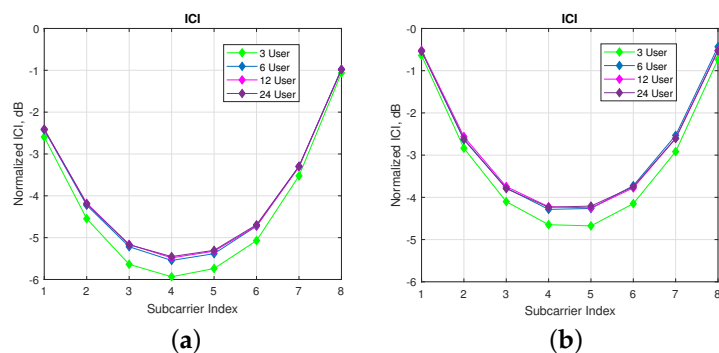 ICI
0
-1
-2
-3
-4
-5
-6
Normalized ICI, dB
3 User
6 User
12 User
24 User
1 2 3 4 5 6 7 8
Subcarrier Index
(a)
ICI
-0
-1
-2
-3
-4
-5
-6
Normalized ICI, dB
3 User
6 User
12 User
24 User
1 2 3 4 5 6 7 8
Subcarrier Index
(b)